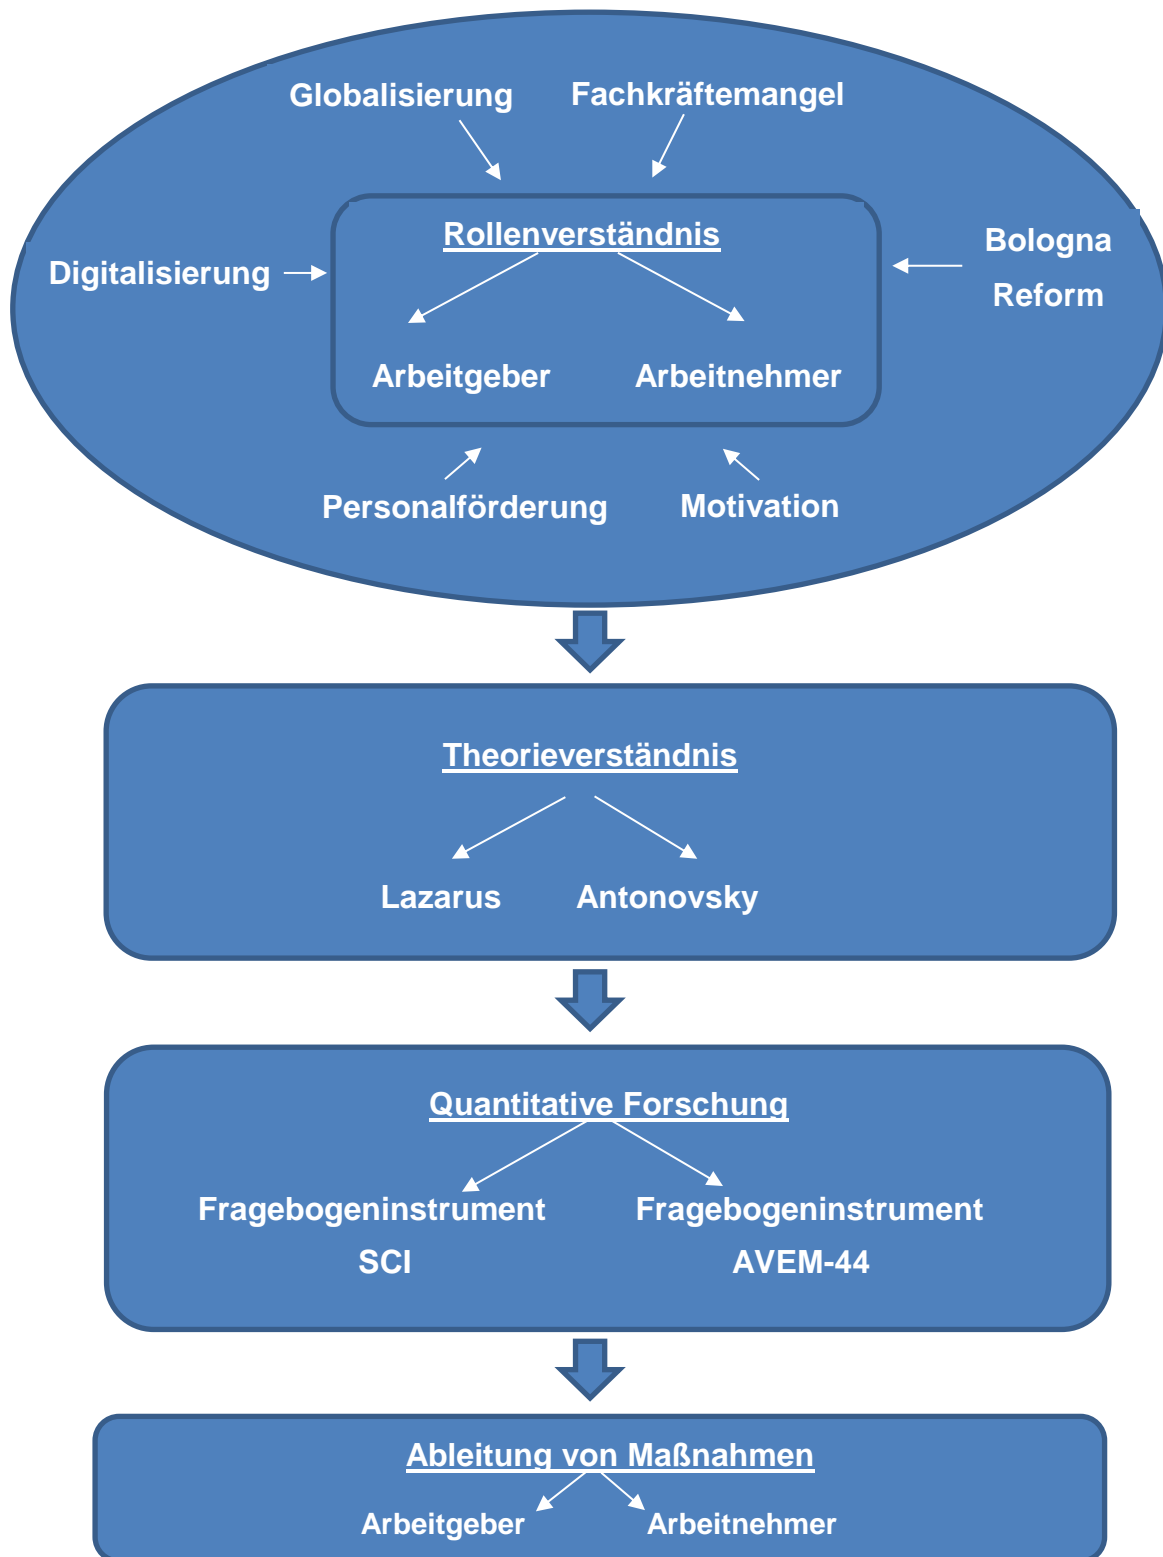 Globalisierung Fachkräftemangel
Rollenverständnis
Bologna
Digitalisierung
Reform
Arbeitgeber Arbeitnehmer
Personalförderung Motivation
Theorieverständnis
Lazarus Antonovsky
Quantitative Forschung
Fragebogeninstrument Fragebogeninstrument
SCI AVEM-44
Ableitung von Maßnahmen
Arbeitgeber Arbeitnehmer